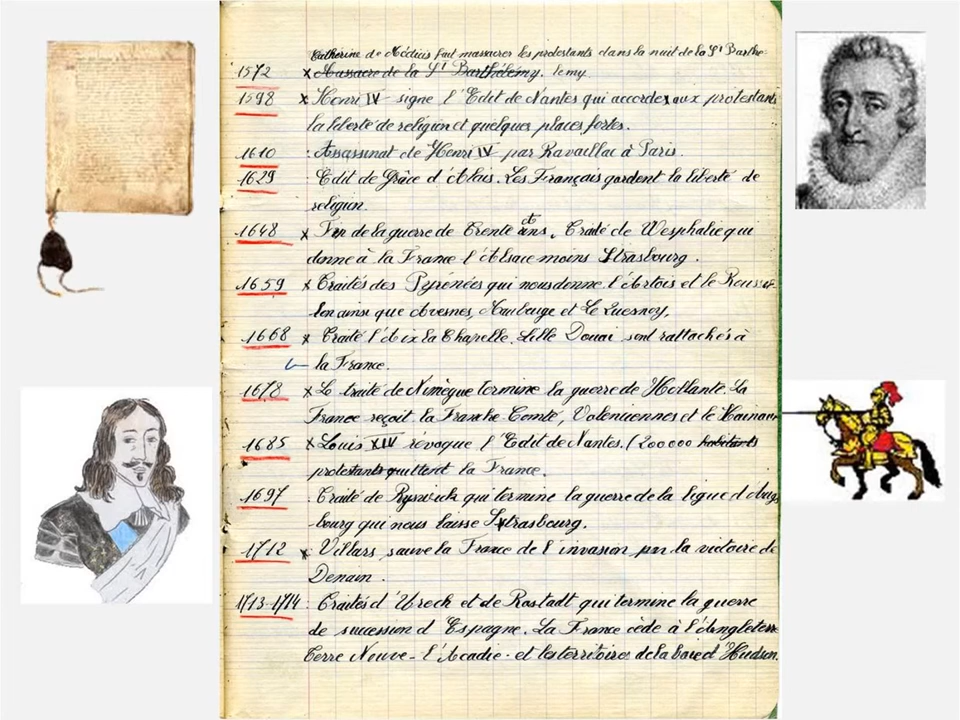 Catherine de Médicis fait massacrer les protestants dans la nuit de la St Barthe
1572 x Massacre de la St Barthélémy. lemy
1598 x Henri IV signe l'Edit de Nantes qui accorde aux protestants
la liberté de religion et quelques places fortes.
1610 : Assassinat de Henri IV par Ravaillac à Paris.
1629 : Edit de Grâce d'Alais. Les Français gardent la liberté de
religion.
1648 x Fin de la guerre de Trente ans. Traité de Wesphalie qui
donne à la France l'Alsace moins Strasbourg.
1659 x Traités des Pyrénées qui nous donne l'Artois et le Roussil
lon ainsi que Avesnes, Maubeuge et Le Quesnoy,
1668 x Traité d'Aix la Chapelle. Lille Douai sont rattachés à
la France.
1678 x Le traité de Nimègue termine la guerre de Hollande. La
France reçoit la Franche Comté, Valenciennes et le Hainaut
1685 x Louis XIV révoque l'Edit de Nantes. (200 000 habitants
protestants quittent la France.
1697 : Traité de Ryswick qui termine la guerre de la ligue d'Augs
bourg qui nous laisse Strasbourg.
1712 x Villars sauve la France de l'invasion par la victoire de
Denain.
1713-1714 : Traités d'Utreck et de Rastadt qui termine la guerre
de succession d'Espagne. La France cède à l'Angleterre
Terre Neuve - l'Acadie - et les territoires de la baie d'Hudson.